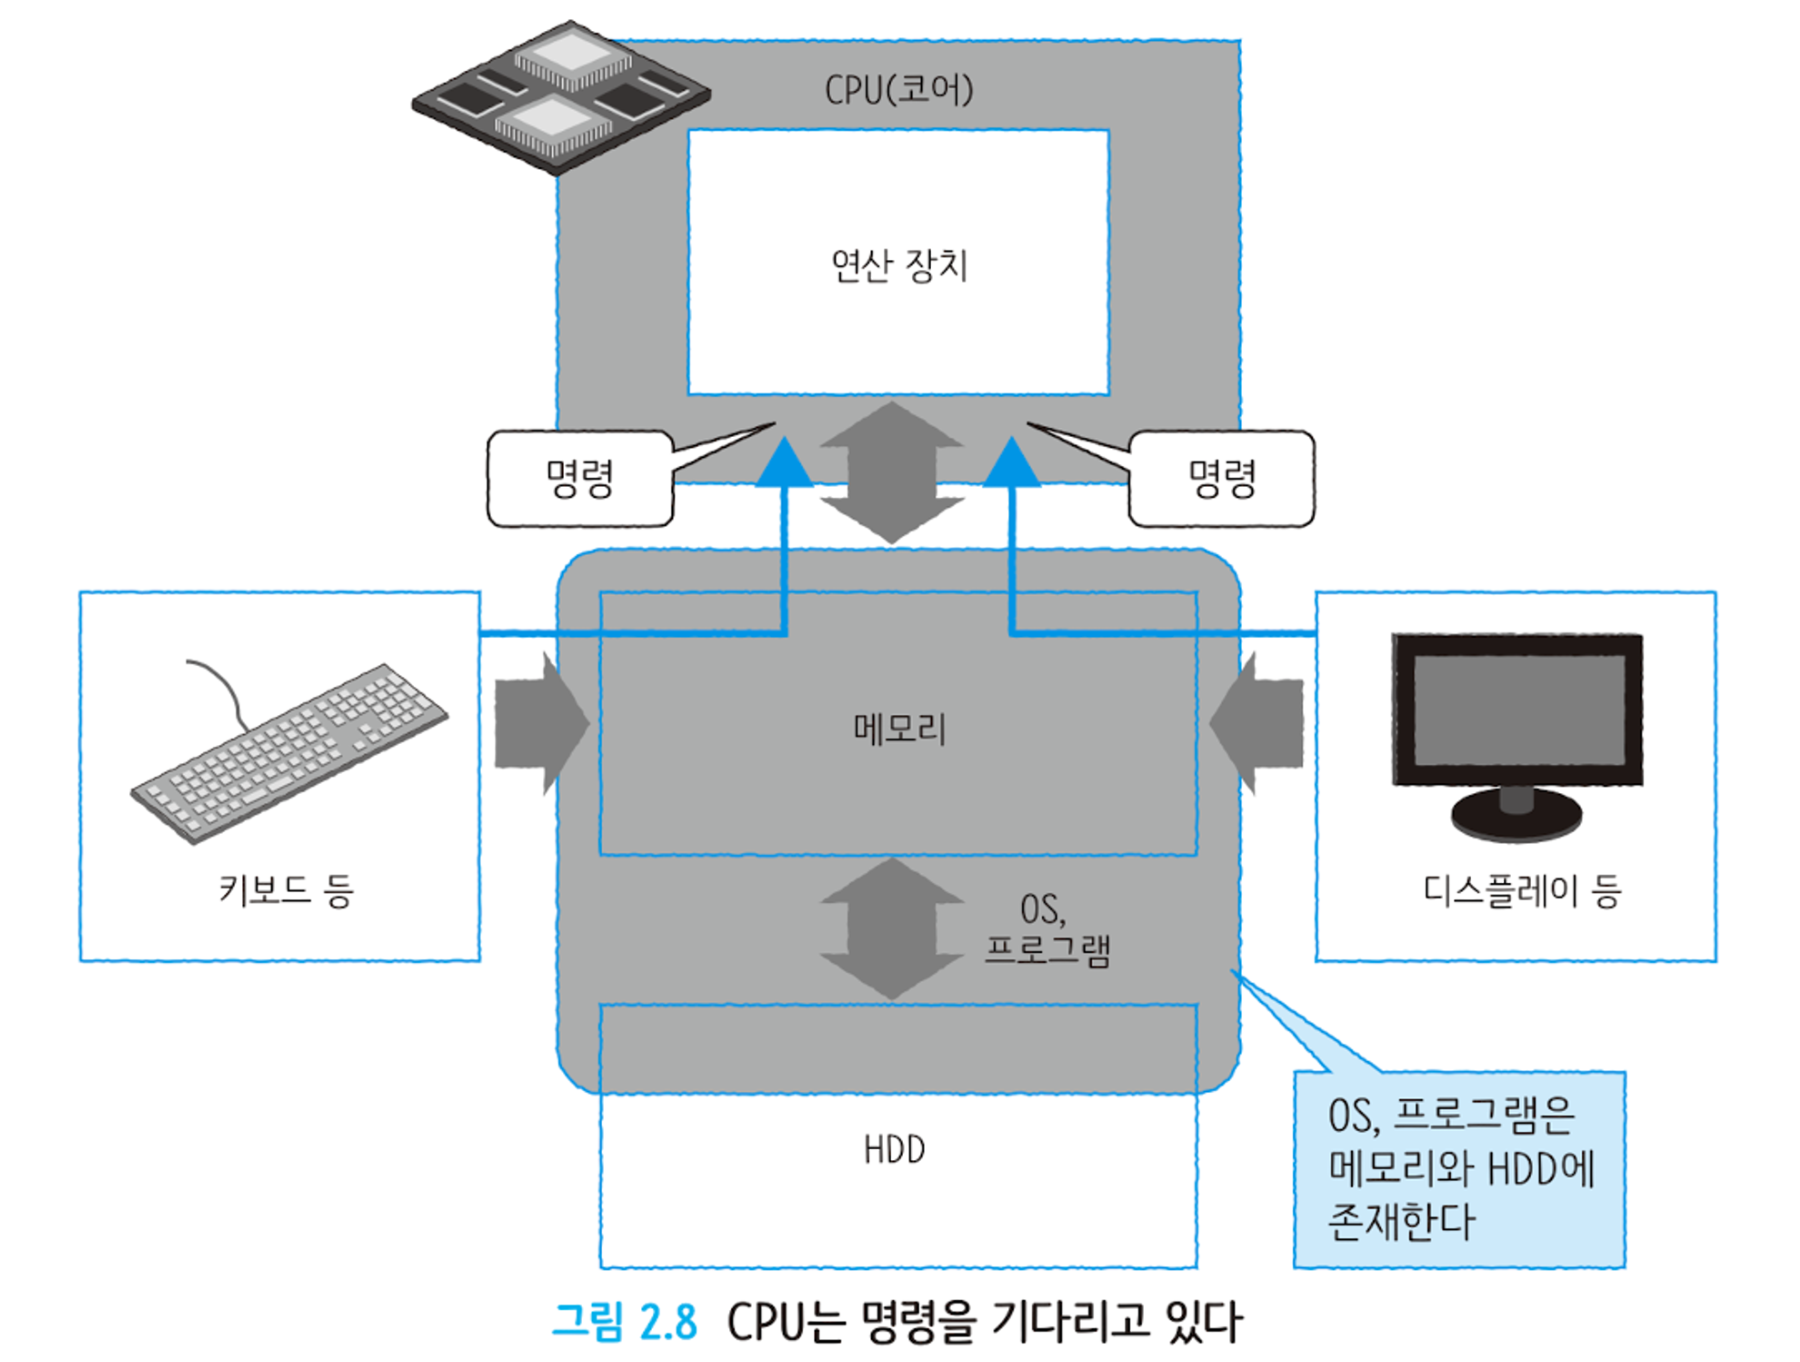 CPU(코어)
연산 장치
명령
명령
메모리
키보드 등
디스플레이 등
OS,
프로그램
HDD
OS, 프로그램은
메모리와 HDD에
존재한다
그림 2.8 CPU는 명령을 기다리고 있다